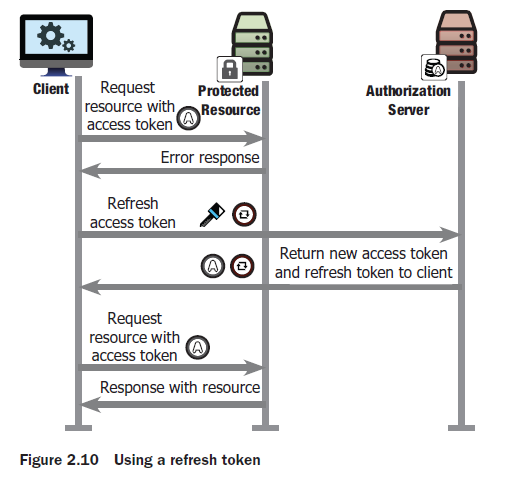 Client
Protected
Resource
Authorization
Server
Request
resource with
access token
A
Error response
Refresh
access token
Return new access token
and refresh token to client
A
Request
resource with
access token
A
Response with resource
Figure 2.10 Using a refresh token